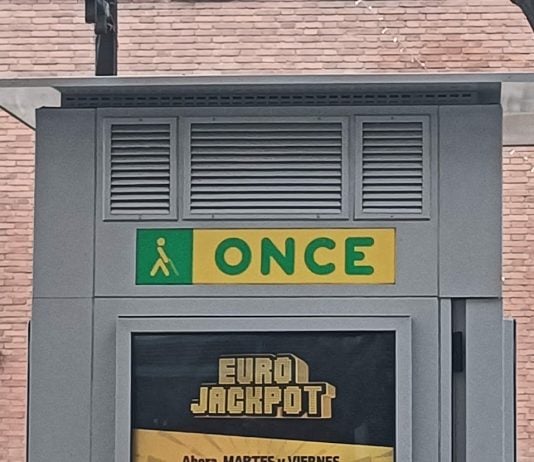 ONCE
EURO
JACKPOT
Ahora, MARTES y VIERNES